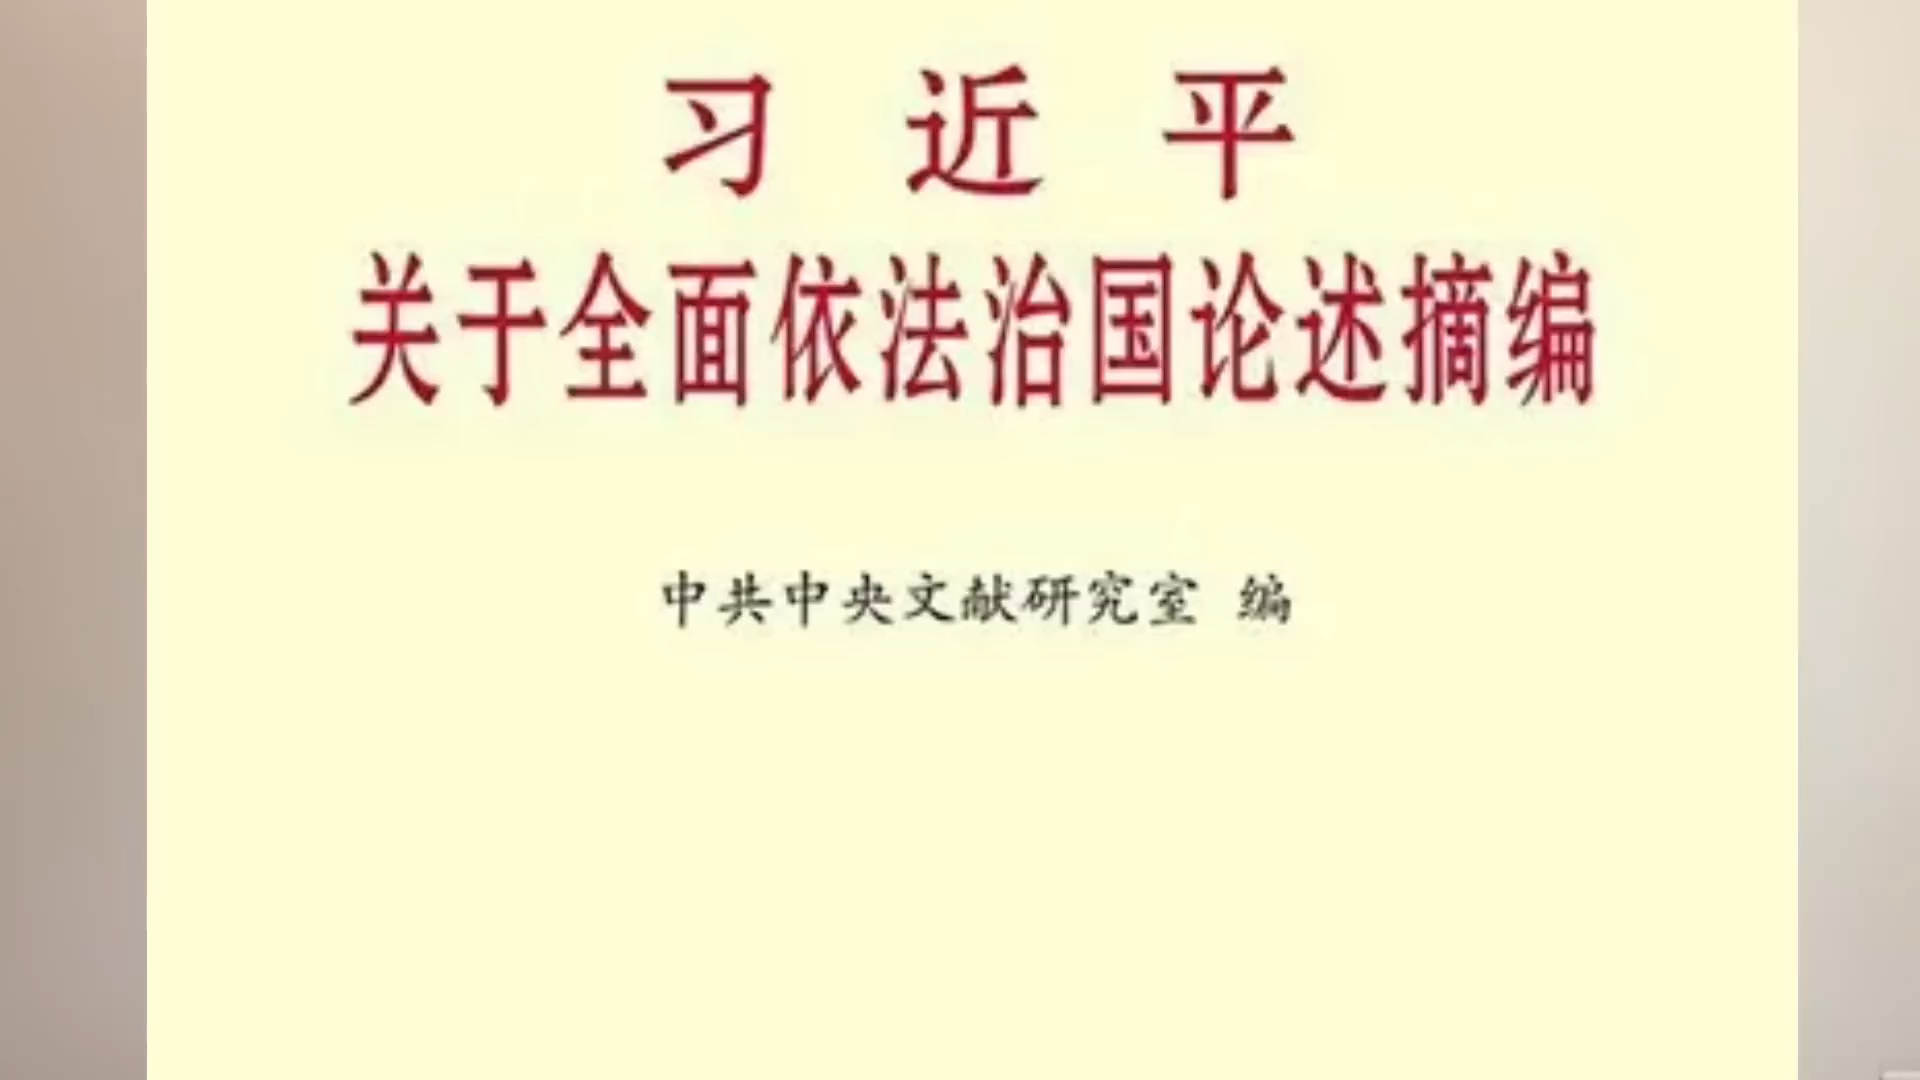 习近平
关于全面依法治国论述摘编
中共中央文献研究室 编